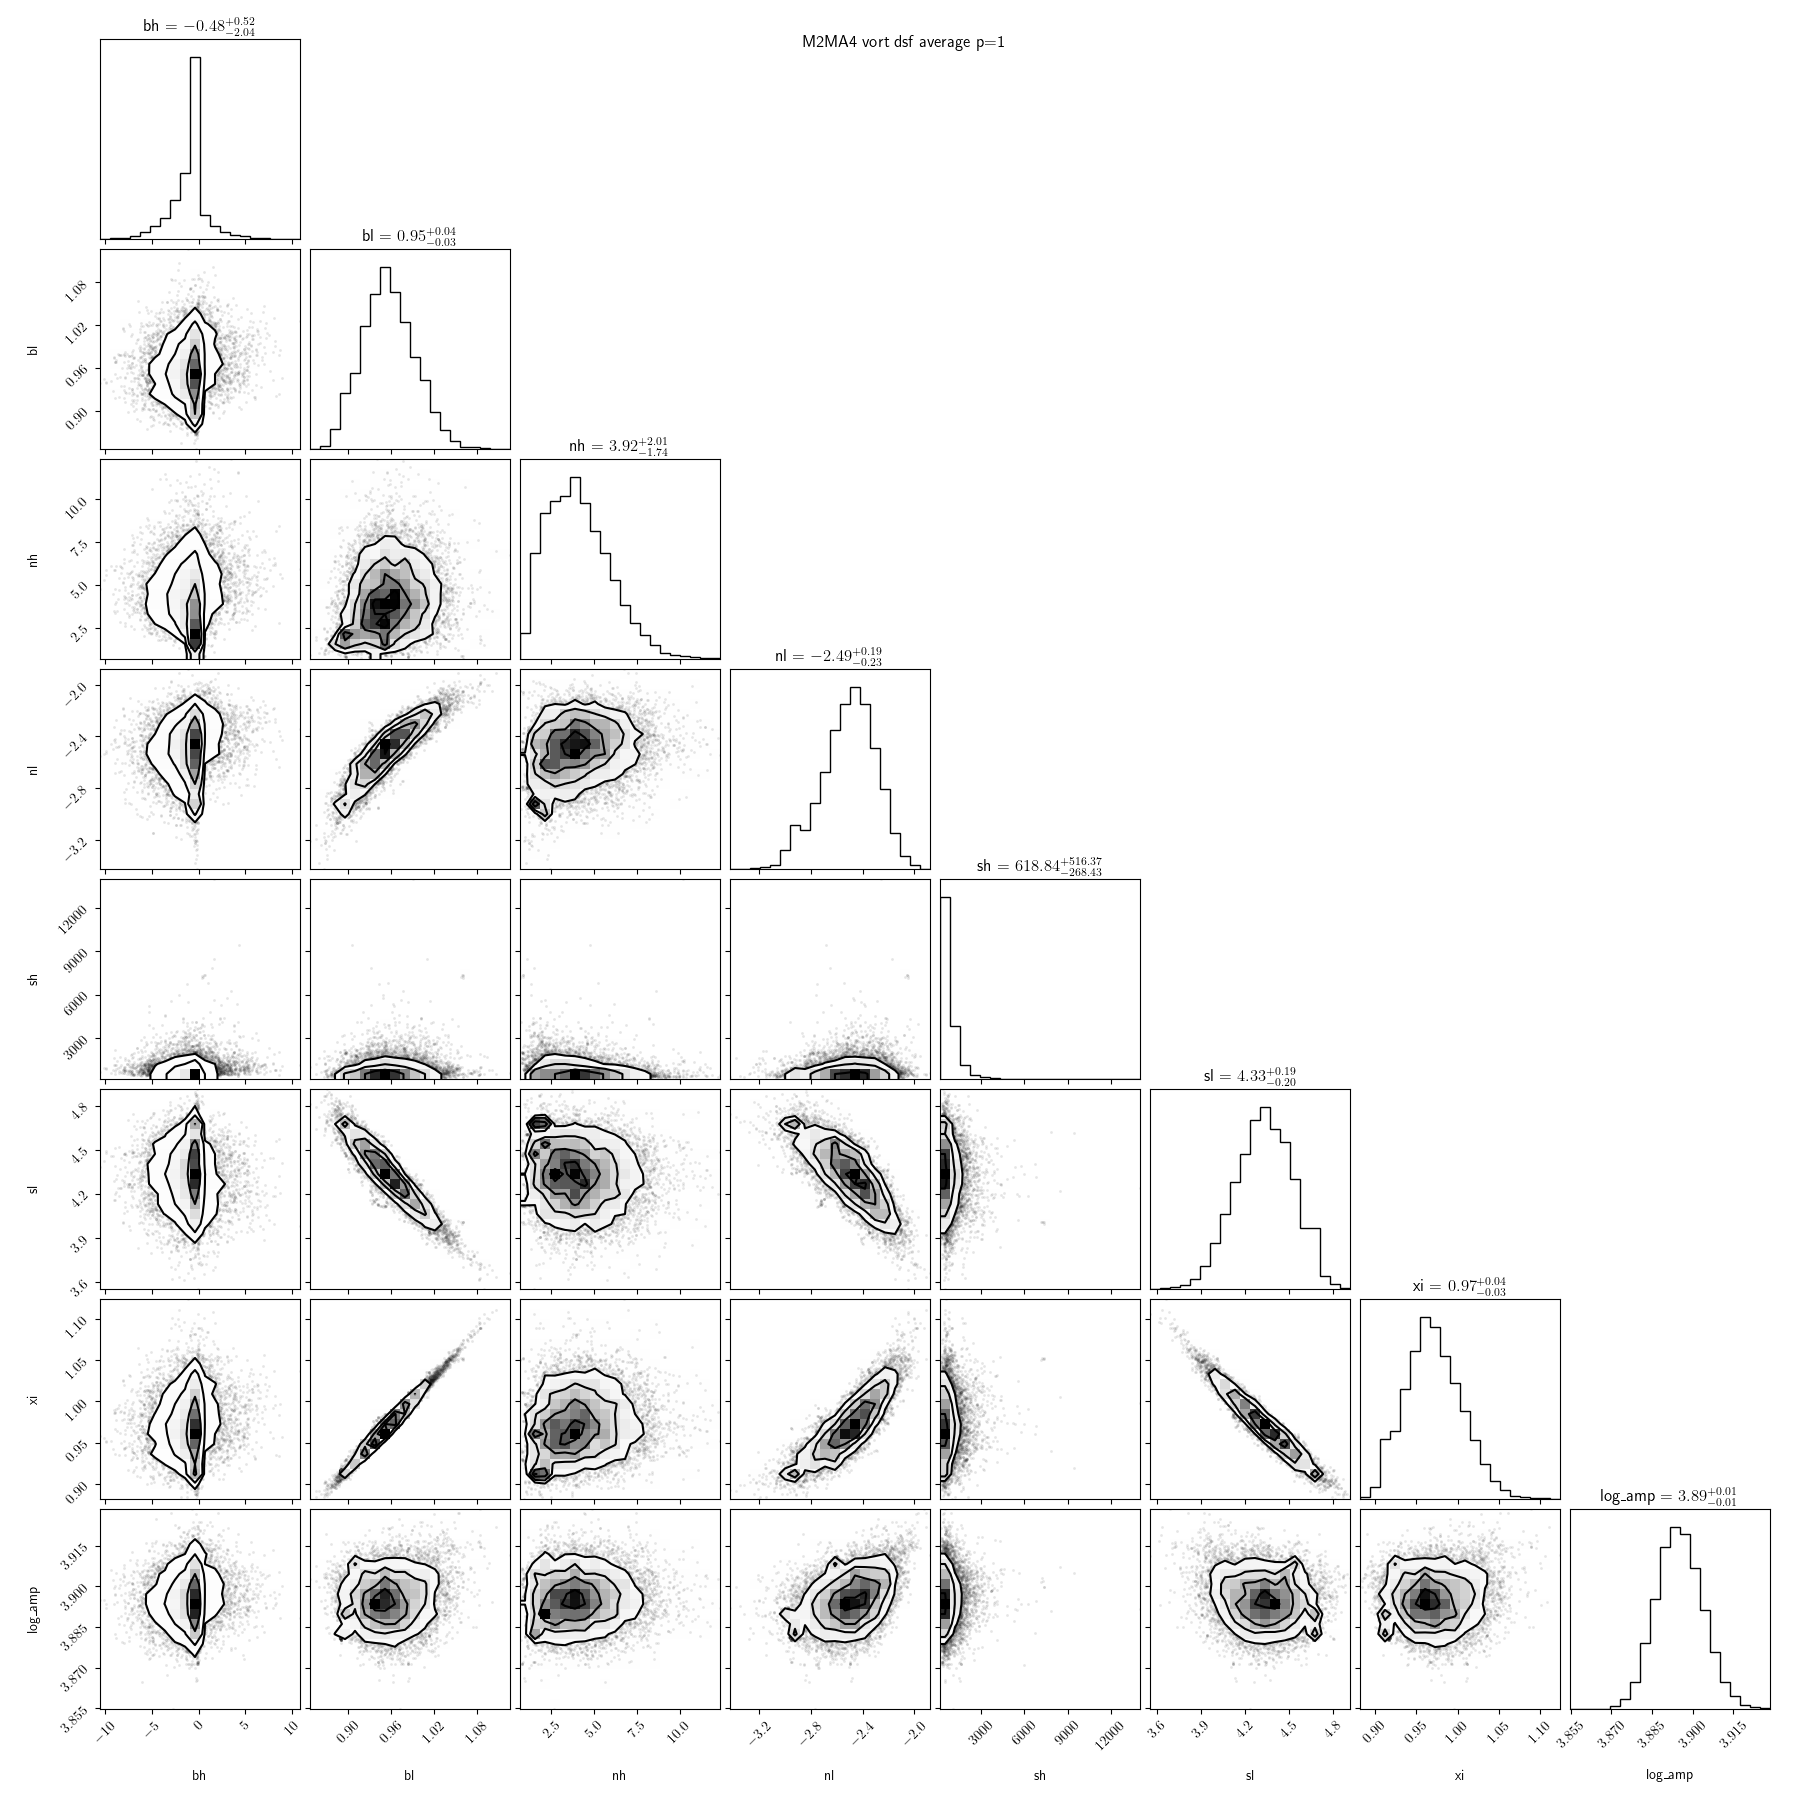 M2MA4 vort dsf average p=1
bh = −0.48+0.52 −2.04
bl = 0.95+0.04 −0.03
1.08
1.02
0.96
0.90
bl
nh = 3.92+2.01 −1.74
10.0
7.5
5.0
2.5
nh
nl = −2.49+0.19 −0.23
−2.0
−2.4
−2.8
−3.2
nl
sh = 618.84+516.37 −268.43
12000
9000
6000
3000
sh
sl = 4.33+0.19 −0.20
4.8
4.5
4.2
3.9
3.6
sl
xi = 0.97+0.04 −0.03
1.10
1.05
1.00
0.95
0.90
xi
log_amp = 3.89+0.01 −0.01
3.915
3.900
3.885
3.870
3.855
log_amp
−10 −5 0 5 10
0.90 0.96 1.02 1.08
2.5 5.0 7.5 10.0
−3.2 −2.8 −2.4 −2.0
3000 6000 9000 12000
3.6 3.9 4.2 4.5 4.8
0.90 0.95 1.00 1.05 1.10
3.855 3.870 3.885 3.900 3.915
bh bl nh nl sh sl xi log_amp